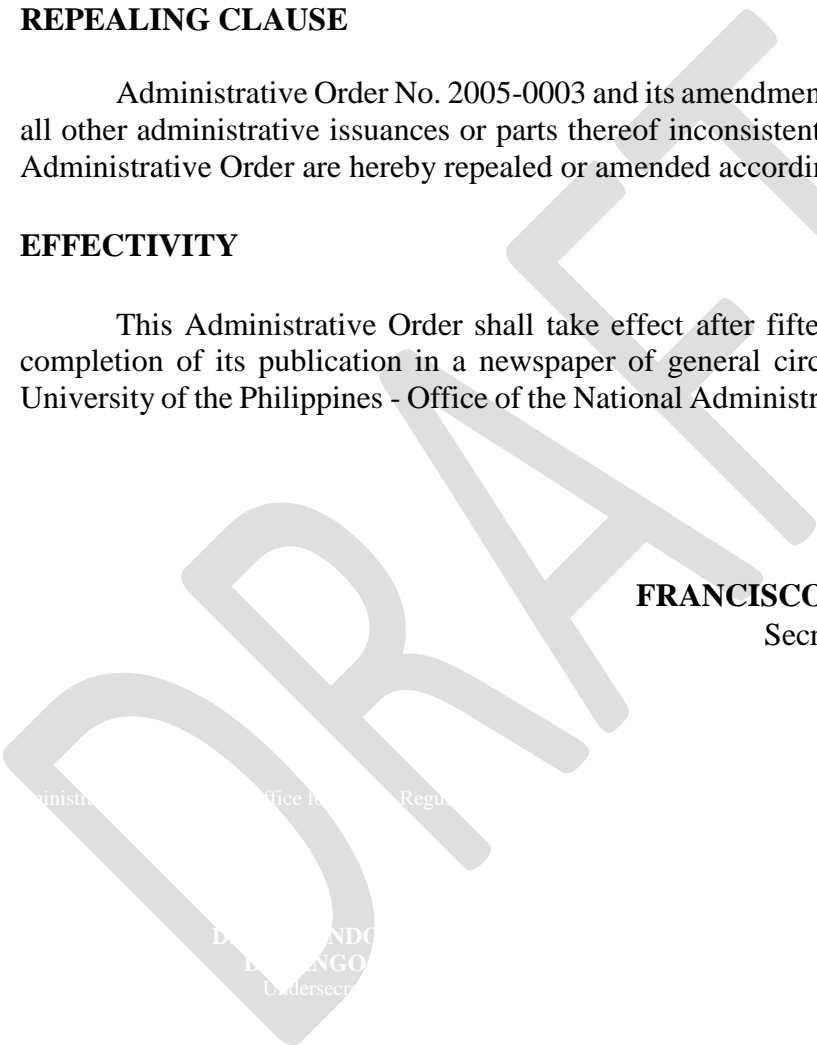 REPEALING CLAUSE
Administrative Order No. 2005-0003 and its amendmen
all other administrative issuances or parts thereof inconsistent
Administrative Order are hereby repealed or amended accordin
EFFECTIVITY
This Administrative Order shall take effect after fifte
completion of its publication in a newspaper of general circ
University of the Philippines - Office of the National Administr
FRANCISCO
Secr
DRAFT